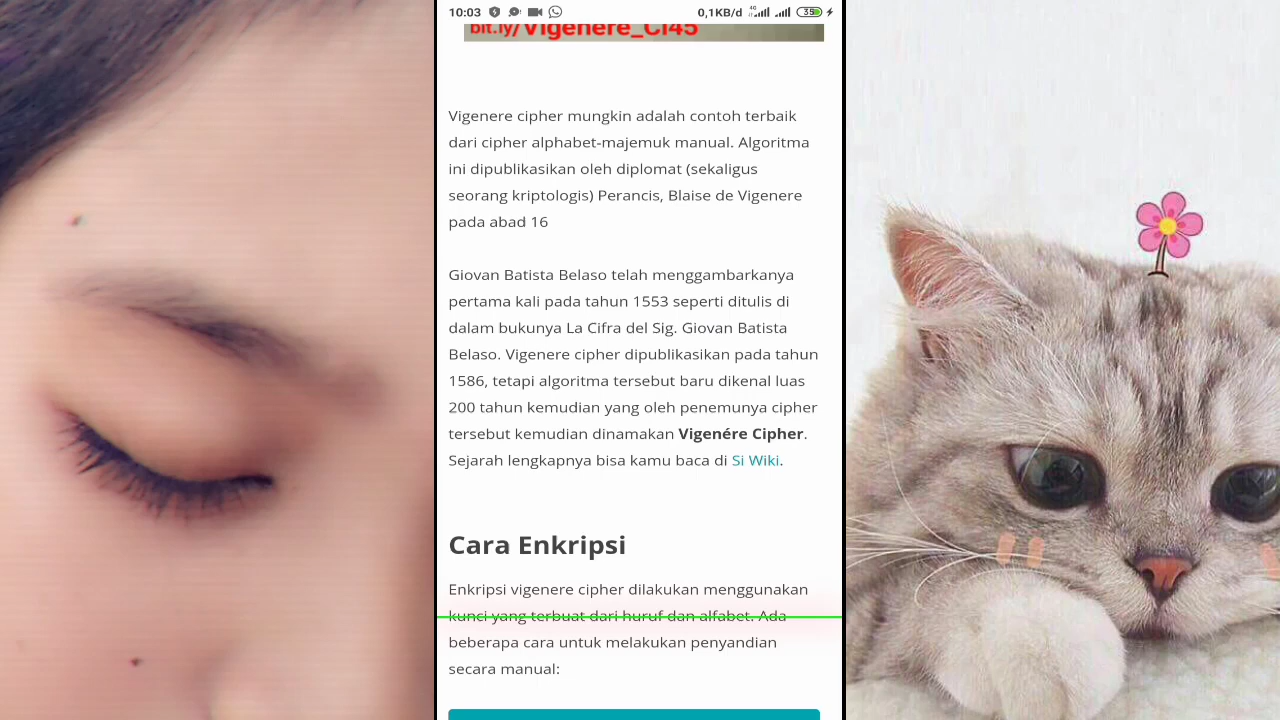 10:03
0,1KB/d
4G
35
bit.ly/Vigenere_Ci45
Vigenere cipher mungkin adalah contoh terbaik
dari cipher alphabet-majemuk manual. Algoritma
ini dipublikasikan oleh diplomat (sekaligus
seorang kriptologis) Perancis, Blaise de Vigenere
pada abad 16
Giovan Batista Belaso telah menggambarkanya
pertama kali pada tahun 1553 seperti ditulis di
dalam bukunya La Cifra del Sig. Giovan Batista
Belaso. Vigenere cipher dipublikasikan pada tahun
1586, tetapi algoritma tersebut baru dikenal luas
200 tahun kemudian yang oleh penemunya cipher
tersebut kemudian dinamakan Vigenére Cipher.
Sejarah lengkapnya bisa kamu baca di Si Wiki.
Cara Enkripsi
Enkripsi vigenere cipher dilakukan menggunakan
kunci yang terbuat dari huruf dan alfabet. Ada
beberapa cara untuk melakukan penyandian
secara manual: